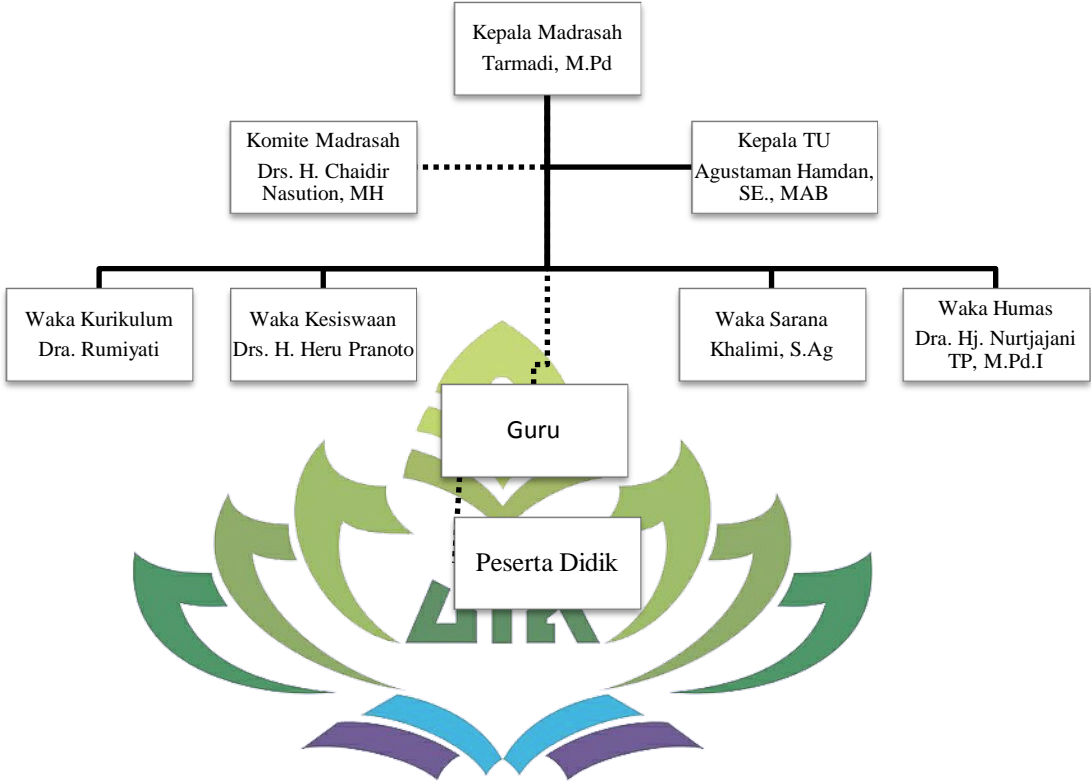 Kepala Madrasah
Tarmadi, M.Pd
Komite Madrasah
Drs. H. Chaidir
Nasution, MH
Kepala TU
Agustaman Hamdan,
SE., MAB
Waka Kurikulum
Dra. Rumiyati
Waka Kesiswaan
Drs. H. Heru Pranoto
Waka Sarana
Khalimi, S.Ag
Waka Humas
Dra. Hj. Nurtjajani
TP, M.Pd.I
Guru
Peserta Didik